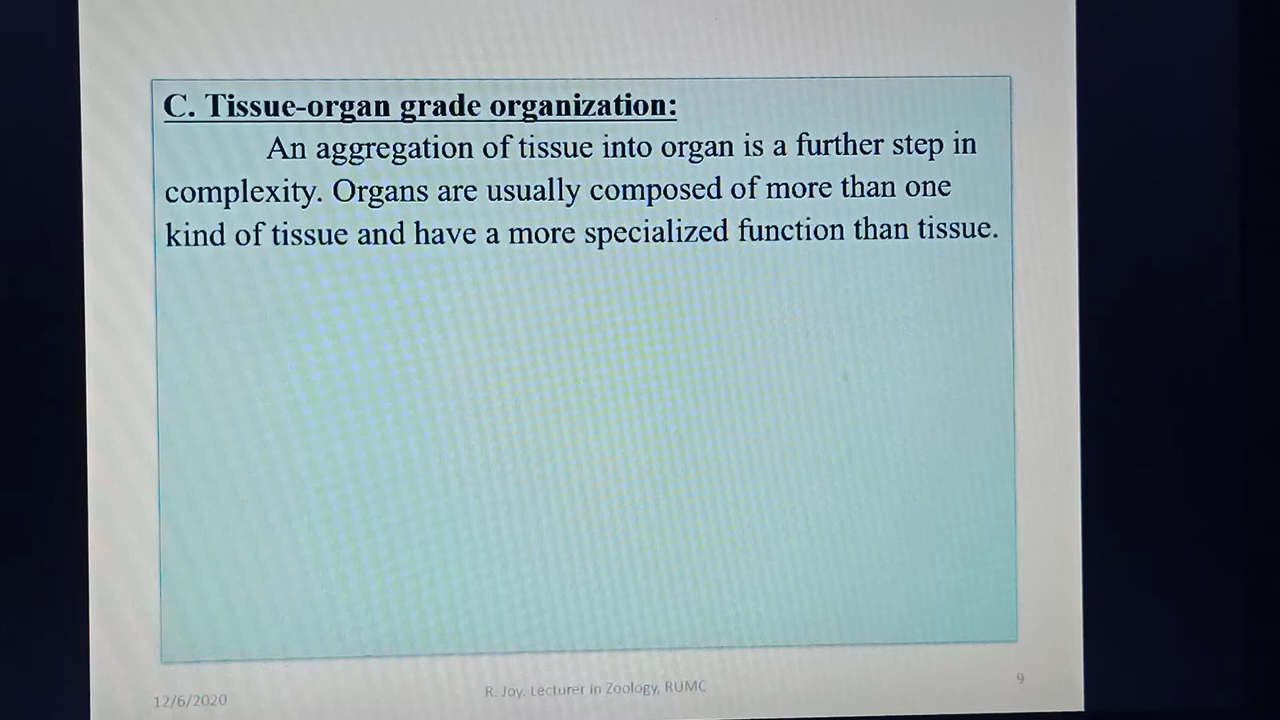 C. Tissue-organ grade organization:
An aggregation of tissue into organ is a further step in
complexity. Organs are usually composed of more than one
kind of tissue and have a more specialized function than tissue.
12/6/2020
R. Joy. Lecturer in Zoology, RUMC
9